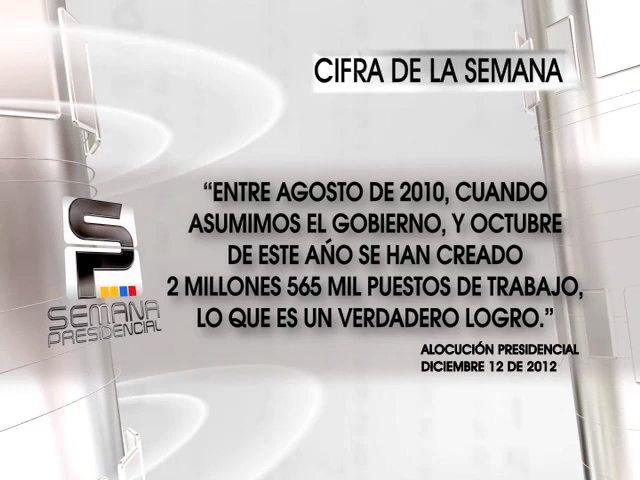 CIFRA DE LA SEMANA
“ENTRE AGOSTO DE 2010, CUANDO
ASUMIMOS EL GOBIERNO, Y OCTUBRE
DE ESTE AÑO SE HAN CREADO
2 MILLONES 565 MIL PUESTOS DE TRABAJO,
LO QUE ES UN VERDADERO LOGRO.”
ALOCUCIÓN PRESIDENCIAL
DICIEMBRE 12 DE 2012
SP
SEMANA
PRESIDENCIAL